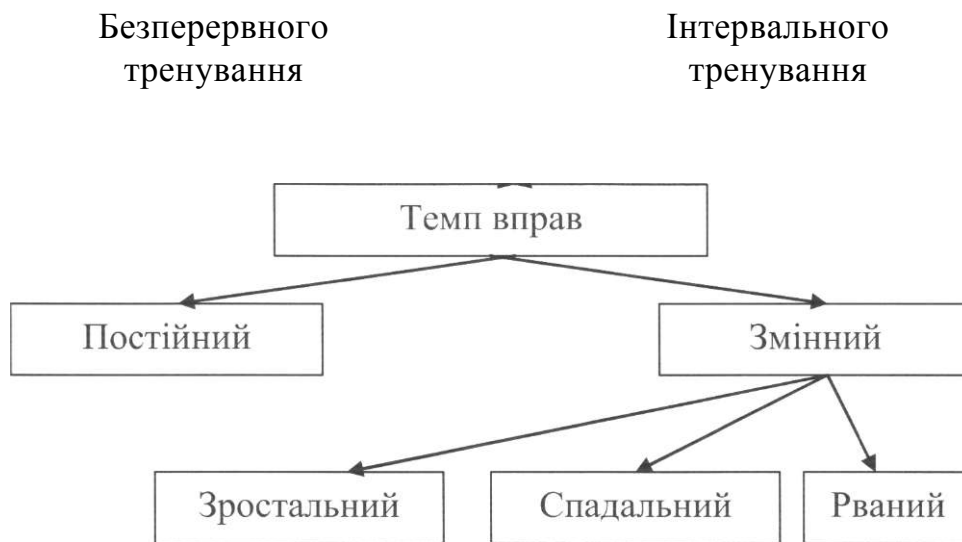 Безперервного
тренування
Інтервального
тренування
Темп вправ
Постійний
Змінний
Зростальний
Спадальний
Рваний